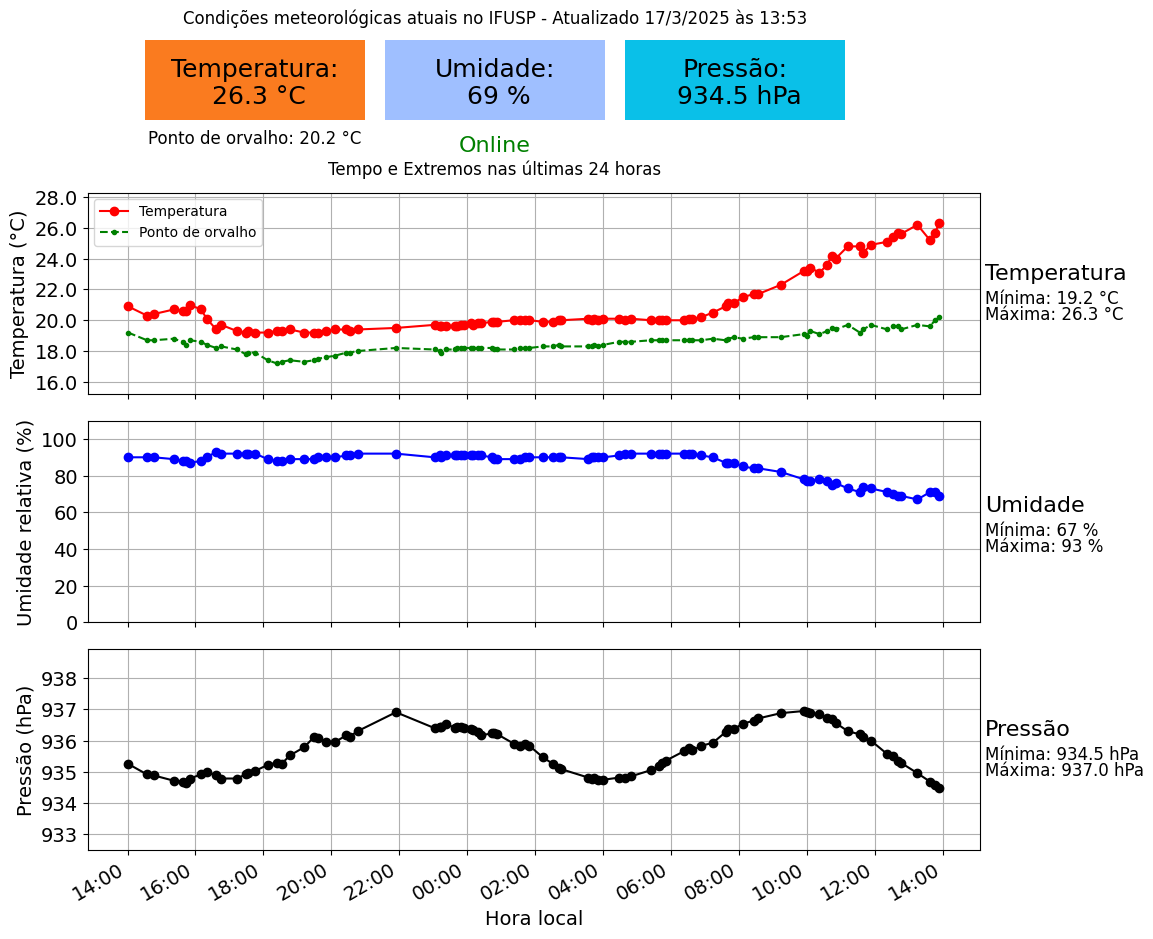 Condições meteorológicas atuais no IFUSP - Atualizado 17/3/2025 às 13:53
Temperatura:
26.3 °C
Umidade:
69 %
Pressão:
934.5 hPa
Ponto de orvalho: 20.2 °C
Online
Tempo e Extremos nas últimas 24 horas
Temperatura (°C)
28.0
26.0
24.0
22.0
20.0
18.0
16.0
Temperatura
Ponto de orvalho
Temperatura
Mínima: 19.2 °C
Máxima: 26.3 °C
Umidade relativa (%)
100
80
60
40
20
0
Umidade
Mínima: 67 %
Máxima: 93 %
Pressão (hPa)
938
937
936
935
934
933
Pressão
Mínima: 934.5 hPa
Máxima: 937.0 hPa
14:00 16:00 18:00 20:00 22:00 00:00 02:00 04:00 06:00 08:00 10:00 12:00 14:00
Hora local